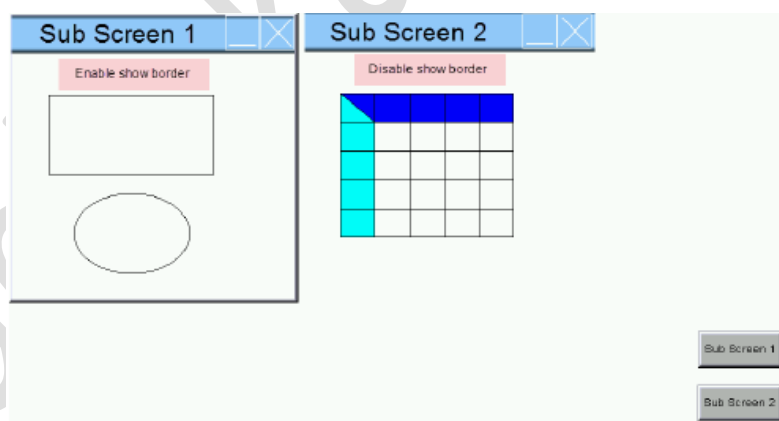 Sub Screen 1
Sub Screen 2
Enable show border
Disable show border
Sub Screen 1
Sub Screen 2